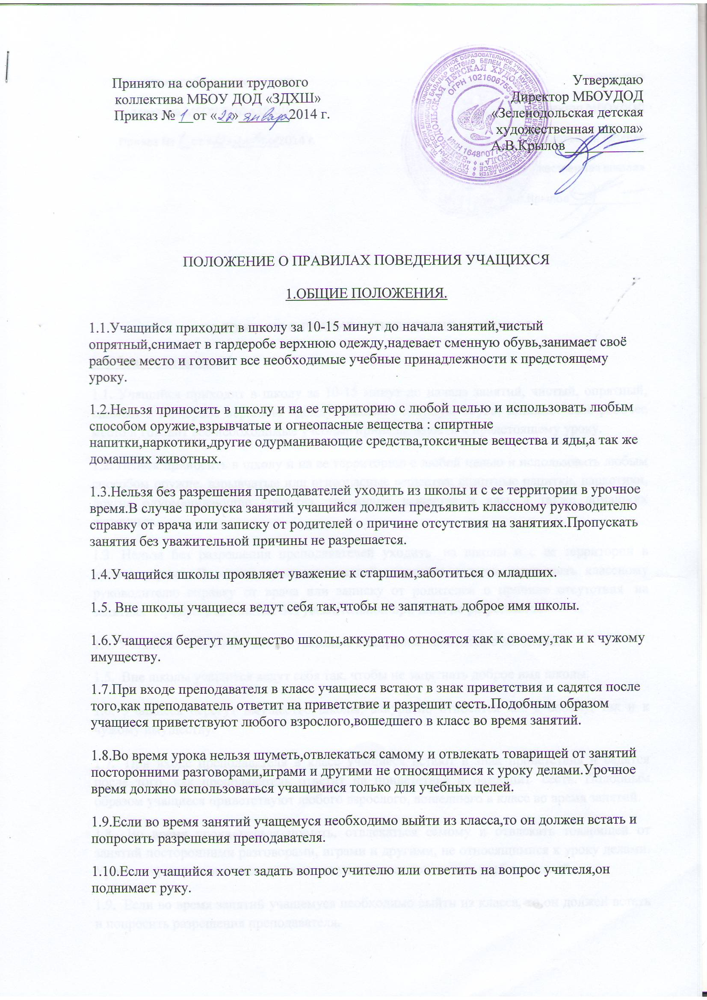 Принято на собрании трудового
коллектива МБОУ ДОД «ЗДХШ»
Приказ № 1 от «22» января 2014 г.
Утверждаю
Директор МБОУДОД
«Зеленодольская детская
художественная школа»
А.В.Крылов
ОГРН 102160675
ИНН 1648007706
ПОЛОЖЕНИЕ О ПРАВИЛАХ ПОВЕДЕНИЯ УЧАЩИХСЯ
1.ОБЩИЕ ПОЛОЖЕНИЯ.
1.1.Учащийся приходит в школу за 10-15 минут до начала занятий,чистый
опрятный,снимает в гардеробе верхнюю одежду,надевает сменную обувь,занимает своё
рабочее место и готовит все необходимые учебные принадлежности к предстоящему
уроку.
1.2.Нельзя приносить в школу и на ее территорию с любой целью и использовать любым
способом оружие,взрывчатые и огнеопасные вещества : спиртные
напитки,наркотики,другие одурманивающие средства,токсичные вещества и яды,а так же
домашних животных.
1.3.Нельзя без разрешения преподавателей уходить из школы и с ее территории в урочное
время.В случае пропуска занятий учащийся должен предъявить классному руководителю
справку от врача или записку от родителей о причине отсутствия на занятиях.Пропускать
занятия без уважительной причины не разрешается.
1.4.Учащийся школы проявляет уважение к старшим,заботиться о младших.
1.5. Вне школы учащиеся ведут себя так,чтобы не запятнать доброе имя школы.
1.6.Учащиеся берегут имущество школы,аккуратно относятся как к своему,так и к чужому
имуществу.
1.7.При входе преподавателя в класс учащиеся встают в знак приветствия и садятся после
того,как преподаватель ответит на приветствие и разрешит сесть.Подобным образом
учащиеся приветствуют любого взрослого,вошедшего в класс во время занятий.
1.8.Во время урока нельзя шуметь,отвлекаться самому и отвлекать товарищей от занятий
посторонними разговорами,играми и другими не относящимися к уроку делами.Урочное
время должно использоваться учащимися только для учебных целей.
1.9.Если во время занятий учащемуся необходимо выйти из класса,то он должен встать и
попросить разрешения преподавателя.
1.10.Если учащийся хочет задать вопрос учителю или ответить на вопрос учителя,он
поднимает руку.